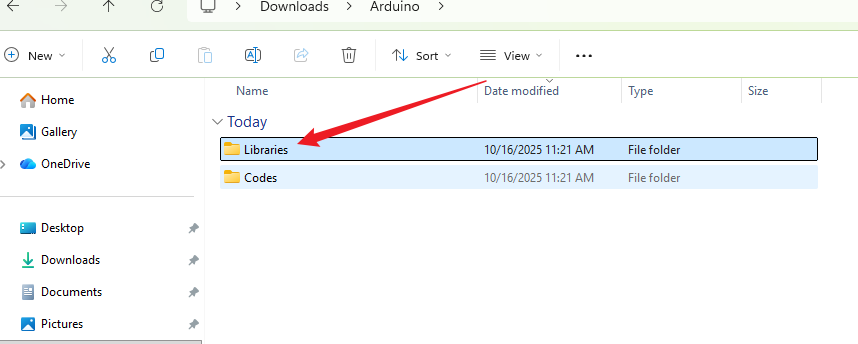 Downloads Arduino
New Sort View
Name Date modified Type Size
Today
Libraries 10/16/2025 11:21 AM File folder
Codes 10/16/2025 11:21 AM File folder
Home
Gallery
OneDrive
Desktop
Downloads
Documents
Pictures